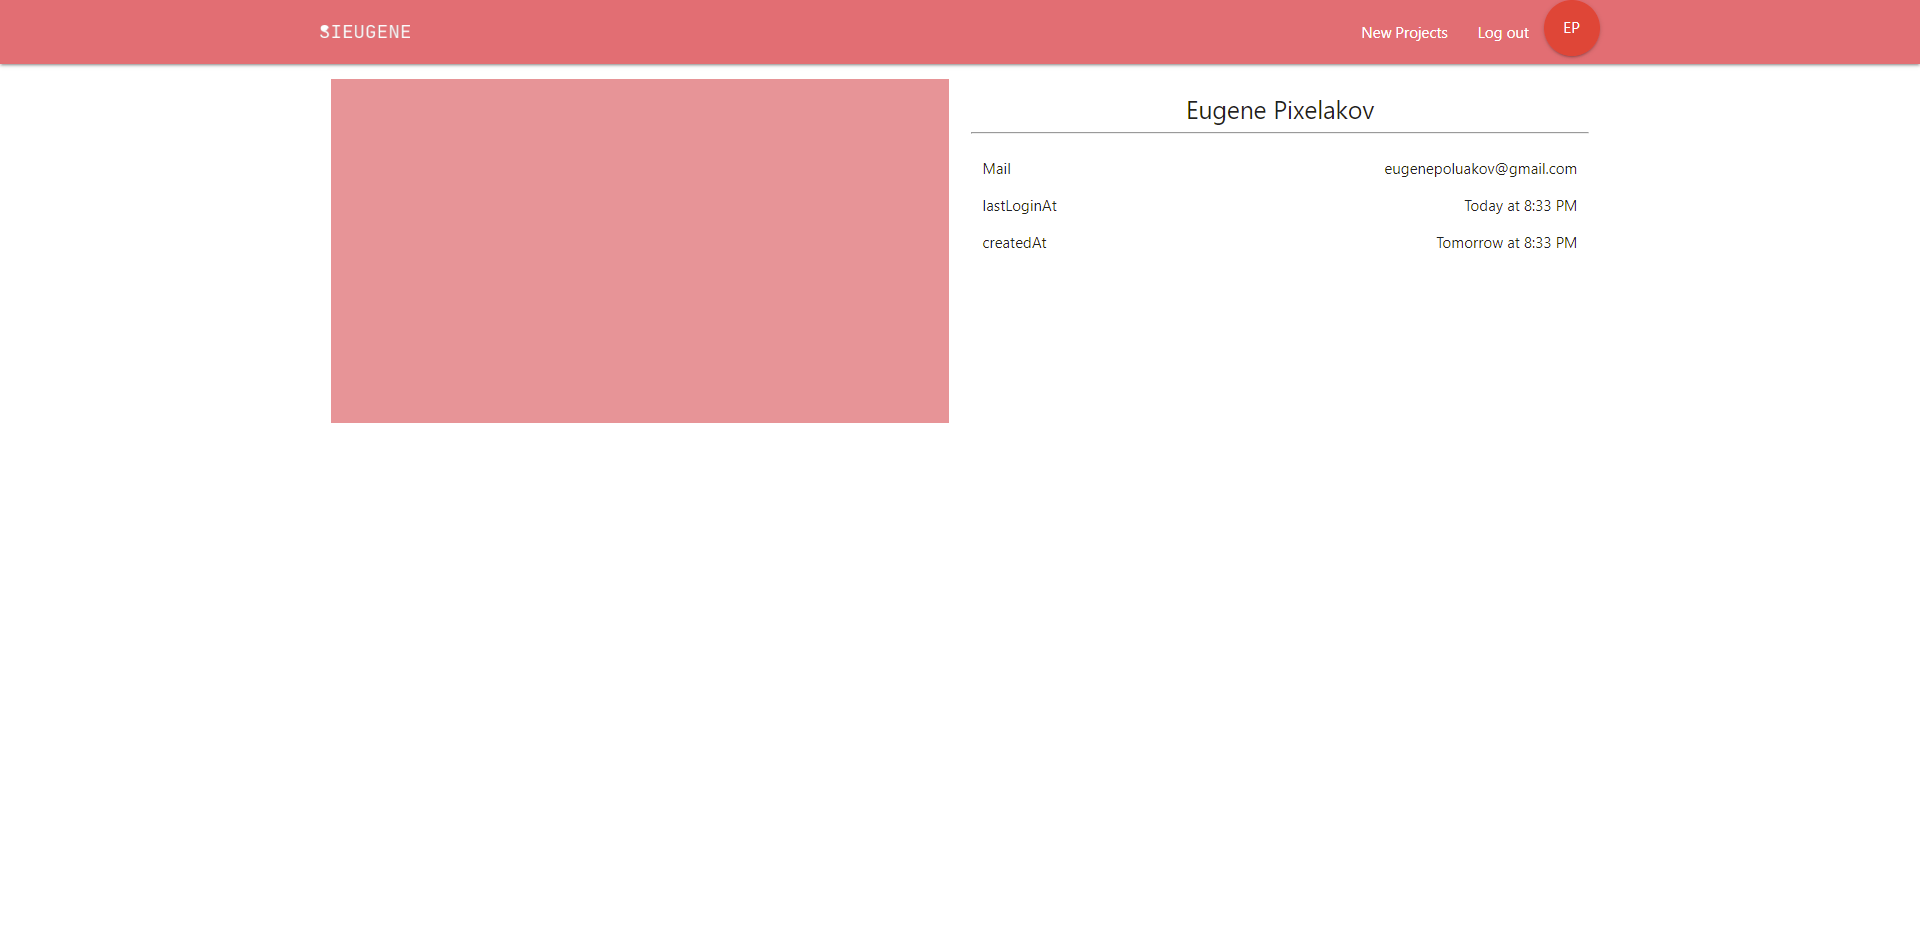 SIEUGENE
New Projects
Log out
EP
Eugene Pixelakov
Mail eugenepoluakov@gmail.com
lastLoginAt Today at 8:33 PM
createdAt Tomorrow at 8:33 PM